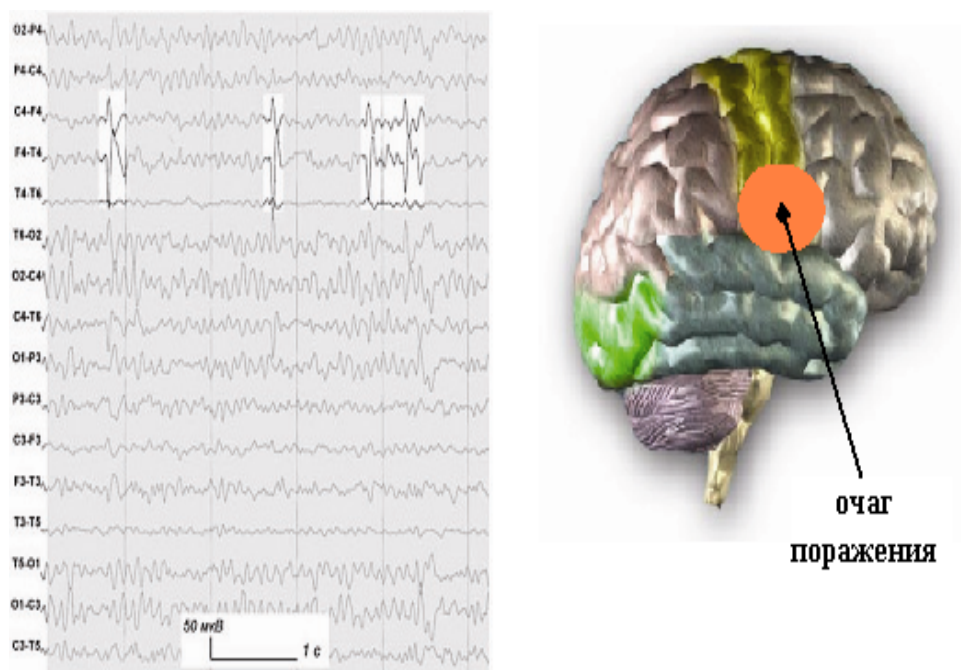 O2-P4
P4-C4
C4-F4
F4-T4
T4-T6
T6-O2
O2-C4
C4-T6
O1-P3
P3-C3
C3-F3
F3-T3
T3-T5
T5-O1
O1-C3
C3-T5
50 мкВ
1 с
очаг
поражения